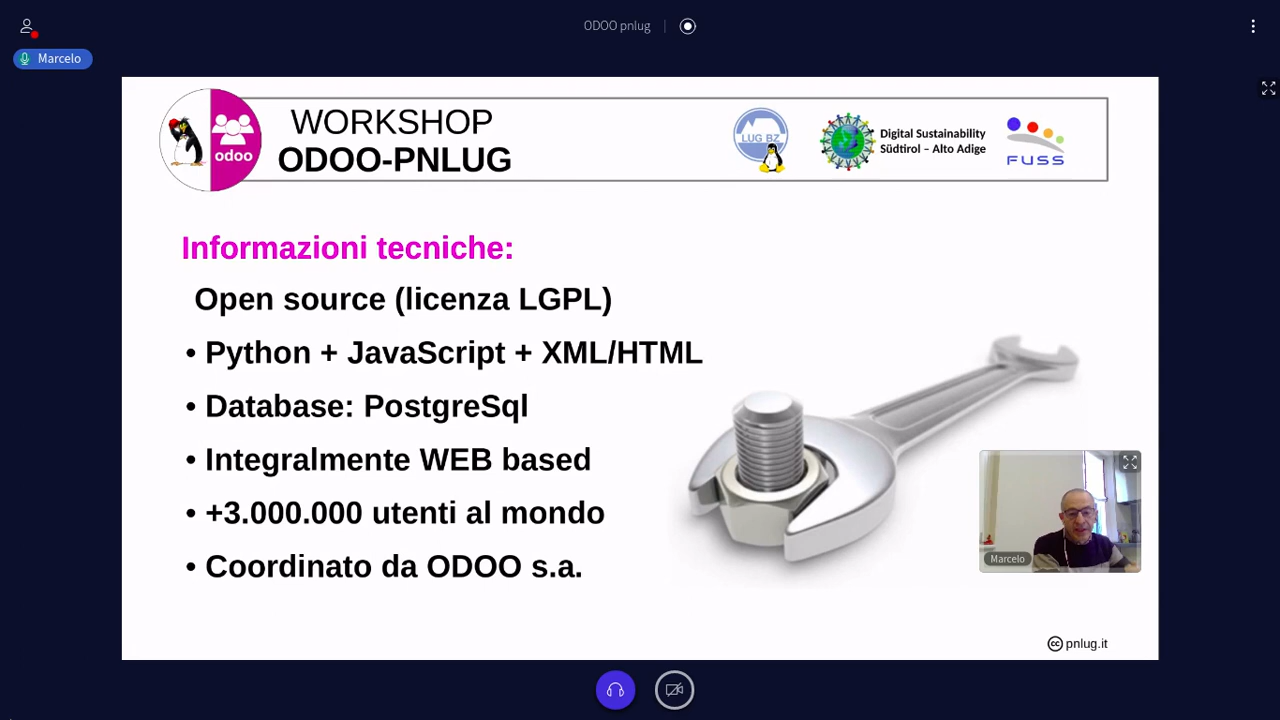 ODOO pnlug
Marcelo
WORKSHOP
ODOO-PNLUG
odoo
LUG BZ
Digital Sustainability
Südtirol – Alto Adige
FUSS
Informazioni tecniche:
Open source (licenza LGPL)
• Python + JavaScript + XML/HTML
• Database: PostgreSql
• Integralmente WEB based
• +3.000.000 utenti al mondo
• Coordinato da ODOO s.a.
Marcelo
cc pnlug.it